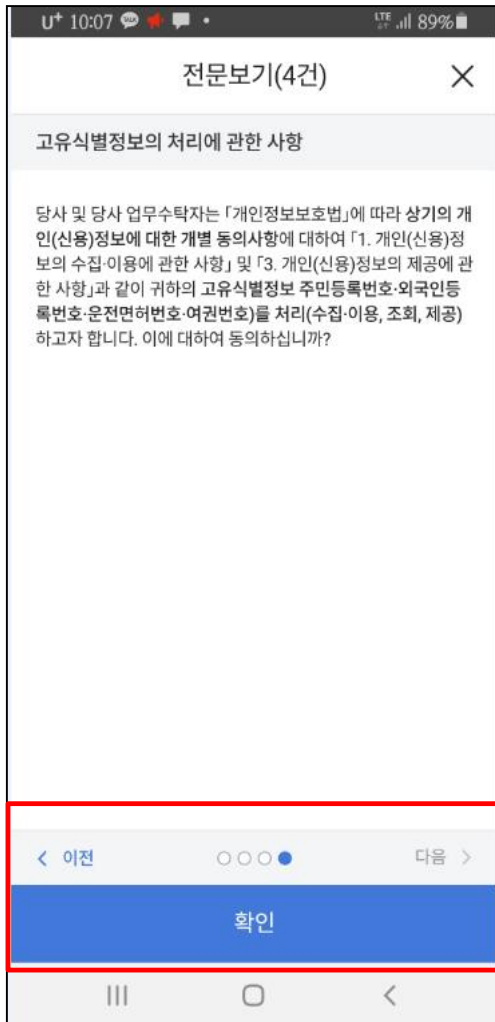 U+ 10:07 LTE 89%
전문보기(4건)
고유식별정보의 처리에 관한 사항
당사 및 당사 업무수탁자는 「개인정보보호법」에 따라 상기의 개
인(신용)정보에 대한 개별 동의사항에 대하여 「1. 개인(신용)정
보의 수집·이용에 관한 사항」 및 「3. 개인(신용)정보의 제공에 관
한 사항」과 같이 귀하의 고유식별정보 주민등록번호·외국인등
록번호·운전면허번호·여권번호)를 처리(수집·이용, 조회, 제공)
하고자 합니다. 이에 대하여 동의하십니까?
이전 다음
확인